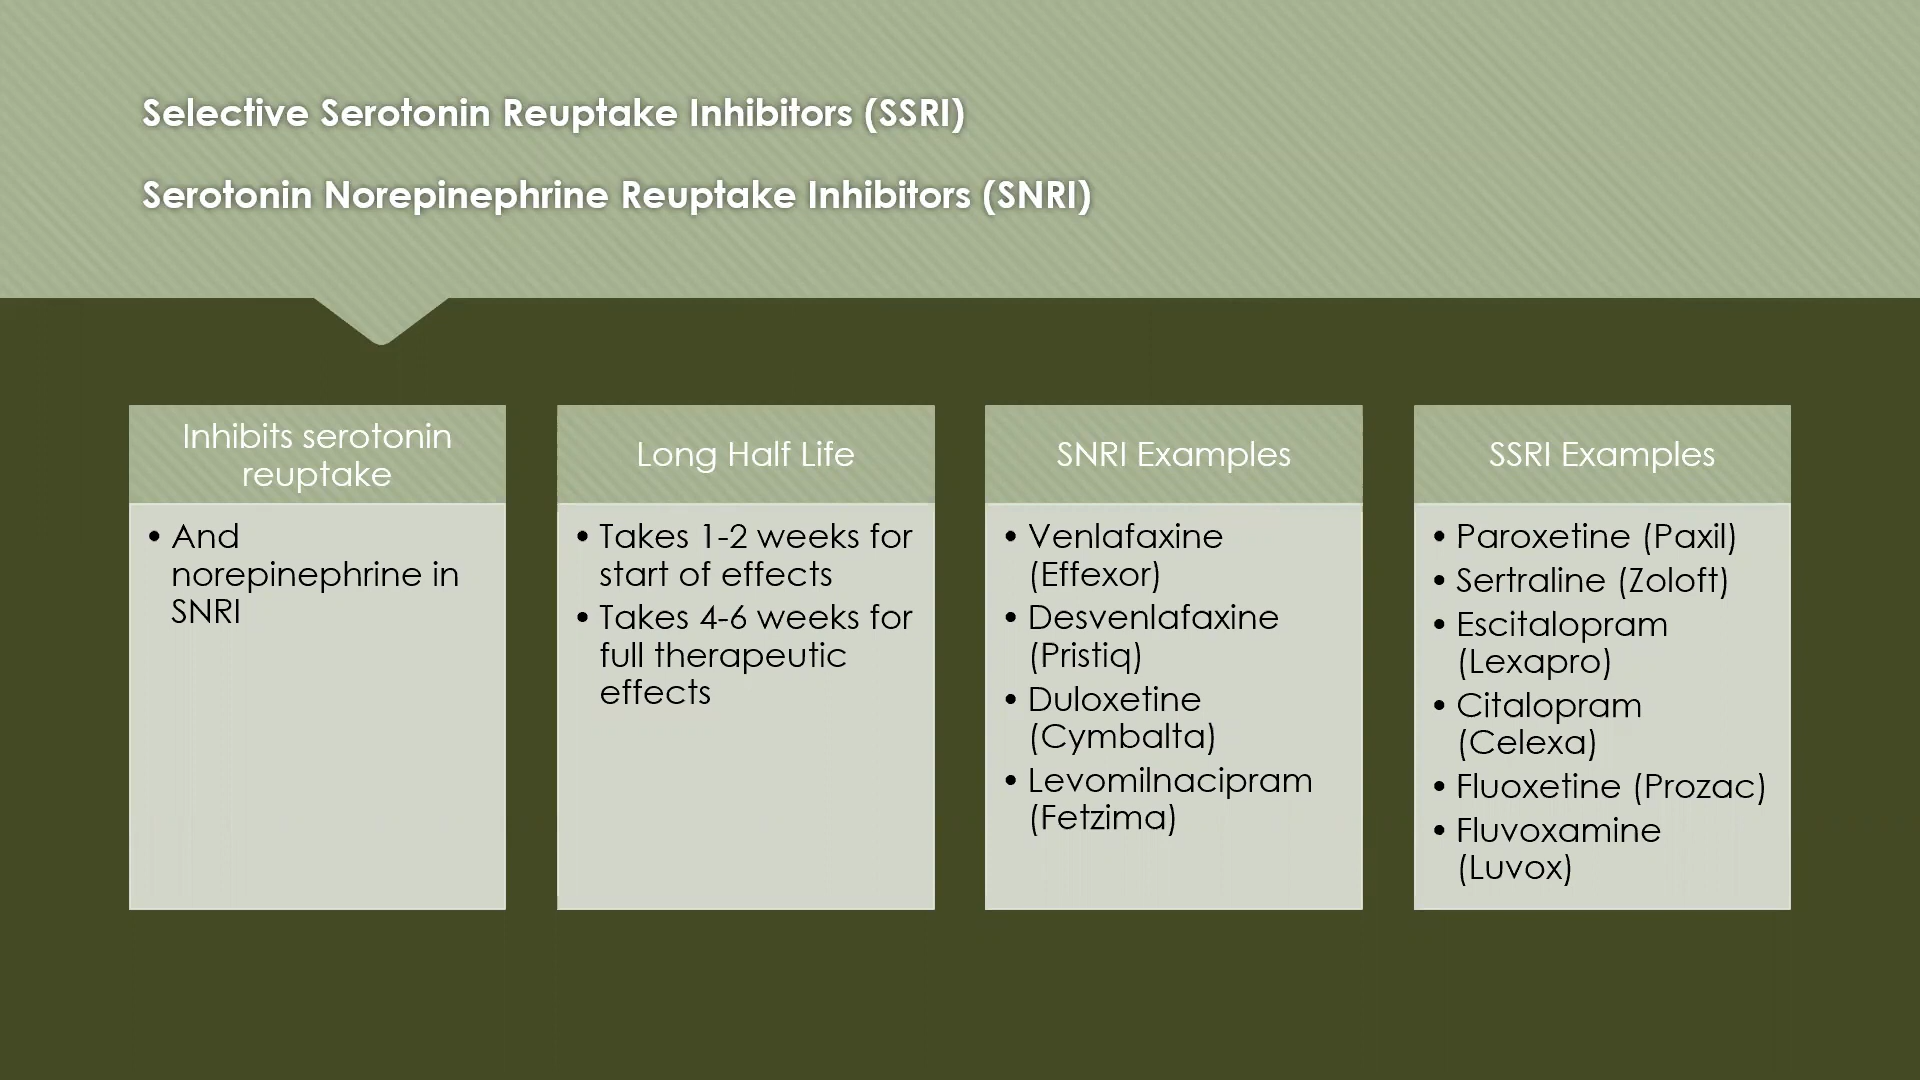 Selective Serotonin Reuptake Inhibitors (SSRI)
Serotonin Norepinephrine Reuptake Inhibitors (SNRI)
Inhibits serotonin
reuptake
• And
norepinephrine in
SNRI
Long Half Life
• Takes 1-2 weeks for
start of effects
• Takes 4-6 weeks for
full therapeutic
effects
SNRI Examples
• Venlafaxine
(Effexor)
• Desvenlafaxine
(Pristiq)
• Duloxetine
(Cymbalta)
• Levomilnacipram
(Fetzima)
SSRI Examples
• Paroxetine (Paxil)
• Sertraline (Zoloft)
• Escitalopram
(Lexapro)
• Citalopram
(Celexa)
• Fluoxetine (Prozac)
• Fluvoxamine
(Luvox)